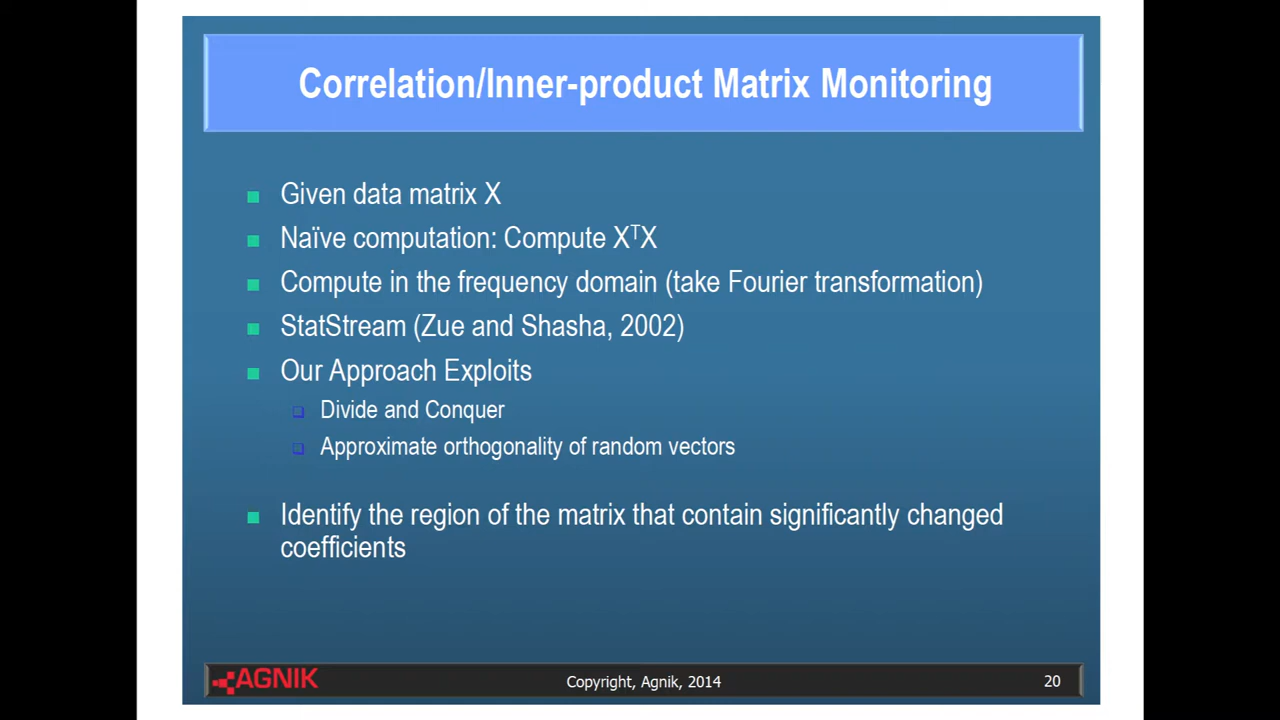 Correlation/Inner-product Matrix Monitoring
Given data matrix X
Naïve computation: Compute XᵀX
Compute in the frequency domain (take Fourier transformation)
StatStream (Zue and Shasha, 2002)
Our Approach Exploits
Divide and Conquer
Approximate orthogonality of random vectors
Identify the region of the matrix that contain significantly changed
coefficients
AGNIK
Copyright, Agnik, 2014
20